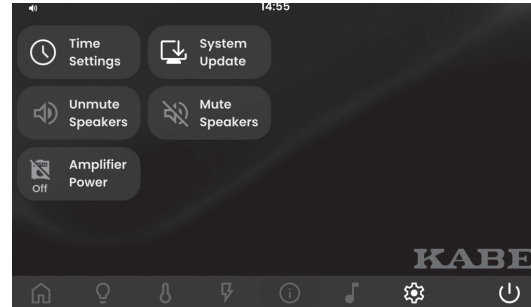 14:55
Time
Settings
System
Update
Unmute
Speakers
Mute
Speakers
Off
Amplifier
Power
KABE